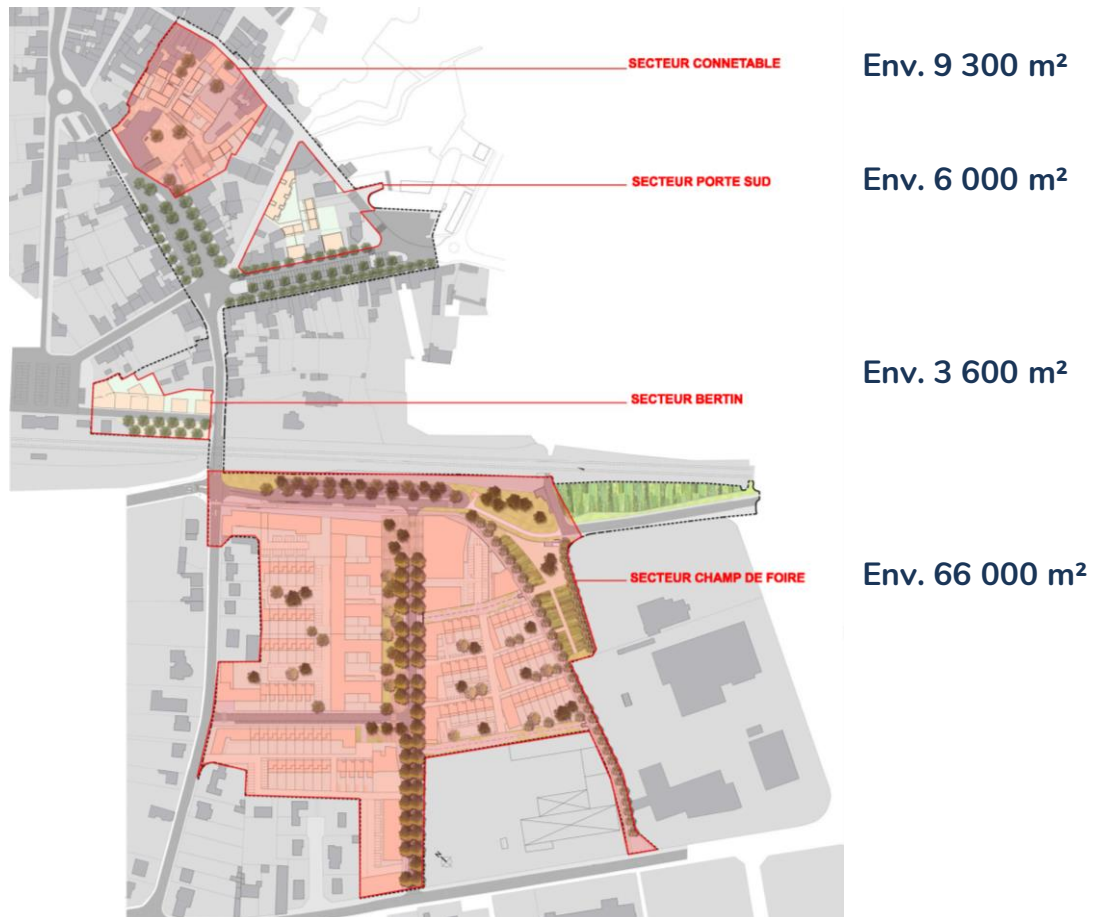 SECTEUR CONNETABLE
Env. 9 300 m²
SECTEUR PORTE SUD
Env. 6 000 m²
Env. 3 600 m²
SECTEUR BERTIN
SECTEUR CHAMP DE FOIRE
Env. 66 000 m²